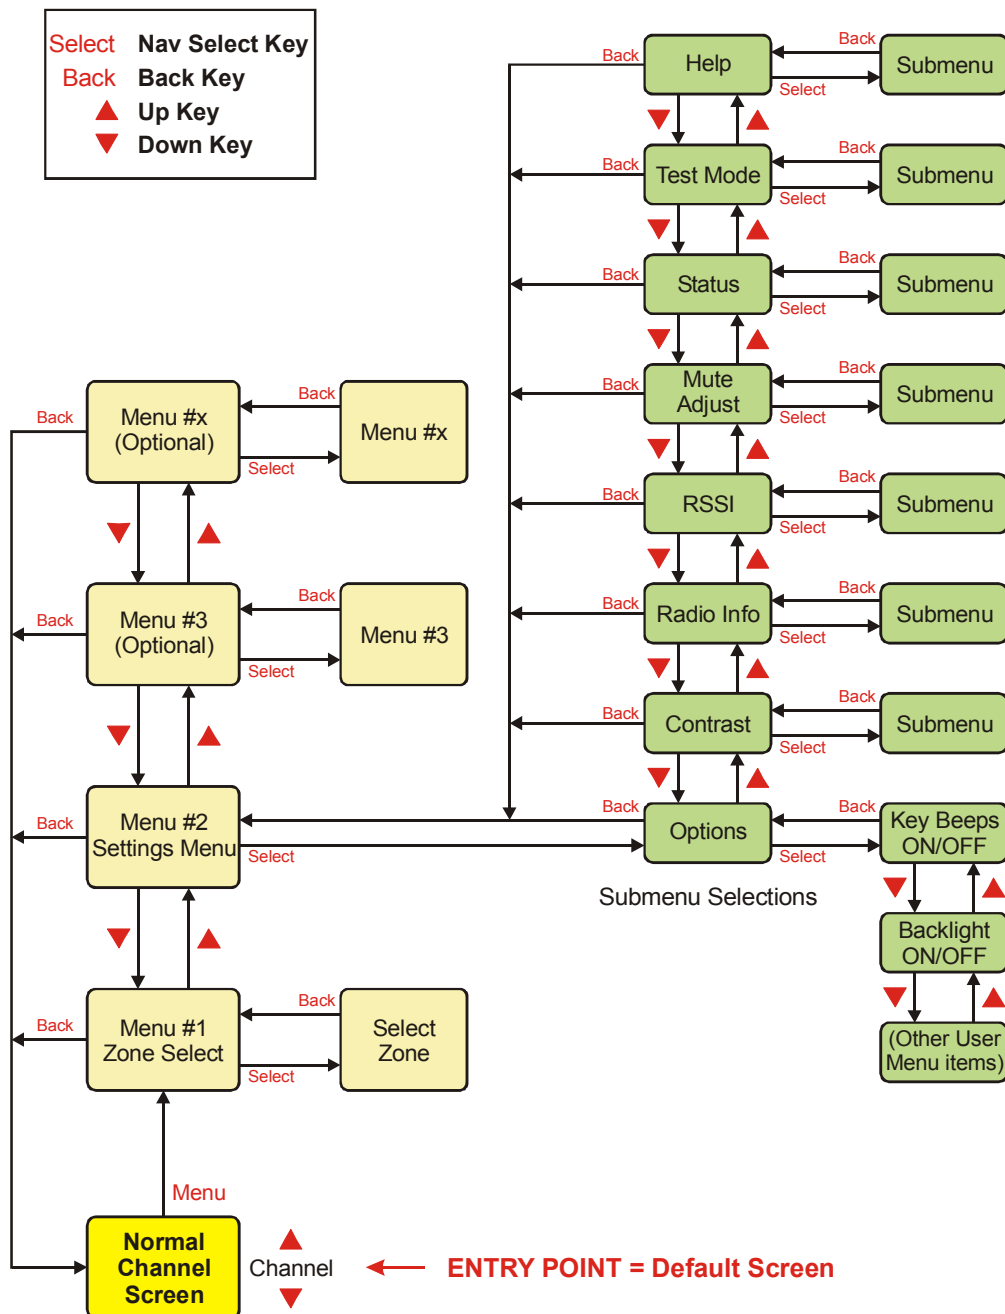 Select Nav Select Key
Back Back Key
Up Key
Down Key
Help
Back
Back
Select
Submenu
Test Mode
Back
Back
Select
Submenu
Status
Back
Back
Select
Submenu
Mute
Adjust
Back
Back
Select
Submenu
RSSI
Back
Back
Select
Submenu
Radio Info
Back
Back
Select
Submenu
Contrast
Back
Back
Select
Submenu
Options
Back
Back
Select
Key Beeps
ON/OFF
Backlight
ON/OFF
(Other User
Menu items)
Submenu Selections
Back
Menu #x
(Optional)
Back
Select
Menu #x
Back
Menu #3
(Optional)
Back
Select
Menu #3
Back
Menu #2
Settings Menu
Select
Back
Menu #1
Zone Select
Back
Select
Select
Zone
Menu
Normal
Channel
Screen
Channel
ENTRY POINT = Default Screen